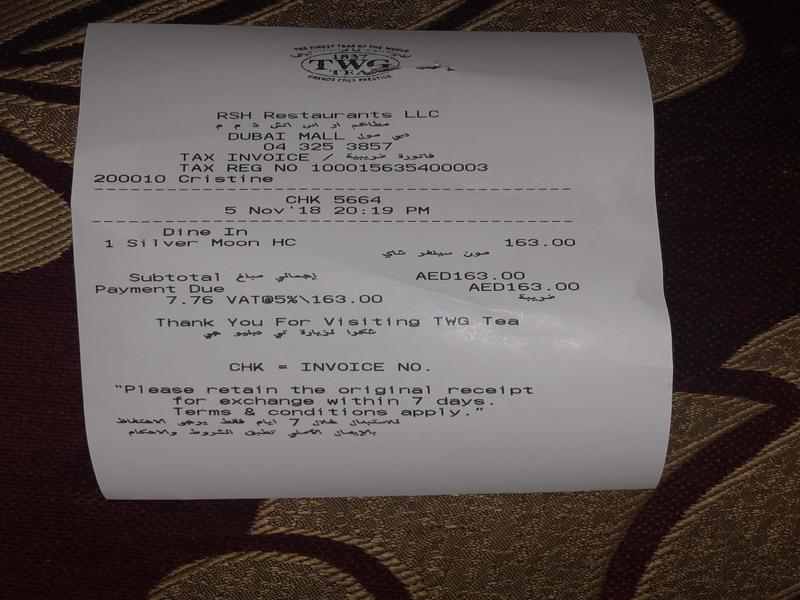 THE FINEST TEAS OF THE WORLD
1837
TWG
TEA
GRANDS CRUS PRESTIGE
RSH Restaurants LLC
مطاعم ار اس اتش ذ م م
DUBAI MALL دبي مول
04 325 3857
TAX INVOICE / فاتورة ضريبية
TAX REG NO 100015635400003
200010 Cristine
CHK 5664
5 Nov'18 20:19 PM
Dine In
1 Silver Moon HC 163.00
مون سيلفر شاي
Subtotal إجمالي مبلغ AED163.00
Payment Due AED163.00
7.76 VAT@5%\163.00 ضريبة
Thank You For Visiting TWG Tea
شكرا لزيارة تي دبليو جي
CHK = INVOICE NO.
"Please retain the original receipt
for exchange within 7 days.
Terms & conditions apply."
للاستبدال خلال 7 ايام فقط يرجى الاحتفاظ
بالإيصال الأصلي تطبق الشروط والاحكام